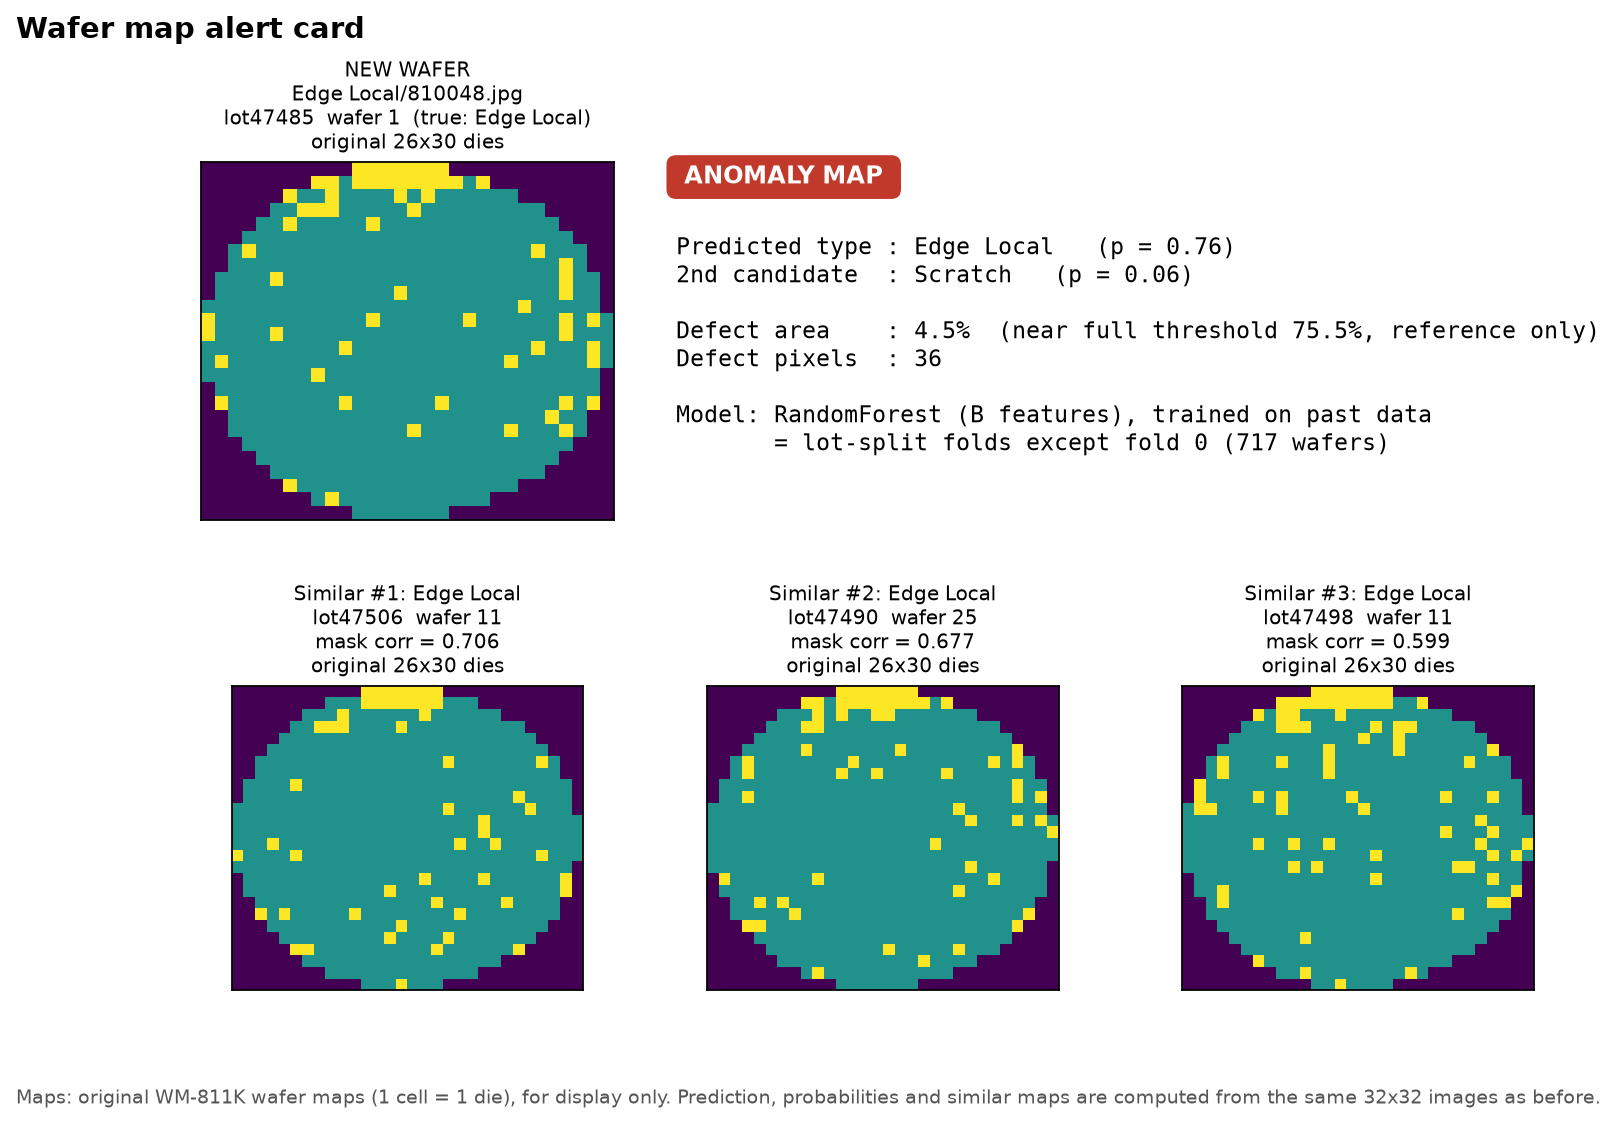 Wafer map alert card
NEW WAFER
Edge Local/810048.jpg
lot47485  wafer 1  (true: Edge Local)
original 26x30 dies
ANOMALY MAP
Predicted type : Edge Local   (p = 0.76)
2nd candidate  : Scratch   (p = 0.06)
Defect area    : 4.5%  (near full threshold 75.5%, reference only)
Defect pixels  : 36
Model: RandomForest (B features), trained on past data
= lot-split folds except fold 0 (717 wafers)
Similar #1: Edge Local
lot47506  wafer 11
mask corr = 0.706
original 26x30 dies
Similar #2: Edge Local
lot47490  wafer 25
mask corr = 0.677
original 26x30 dies
Similar #3: Edge Local
lot47498  wafer 11
mask corr = 0.599
original 26x30 dies
Maps: original WM-811K wafer maps (1 cell = 1 die), for display only. Prediction, probabilities and similar maps are computed from the same 32x32 images as before.